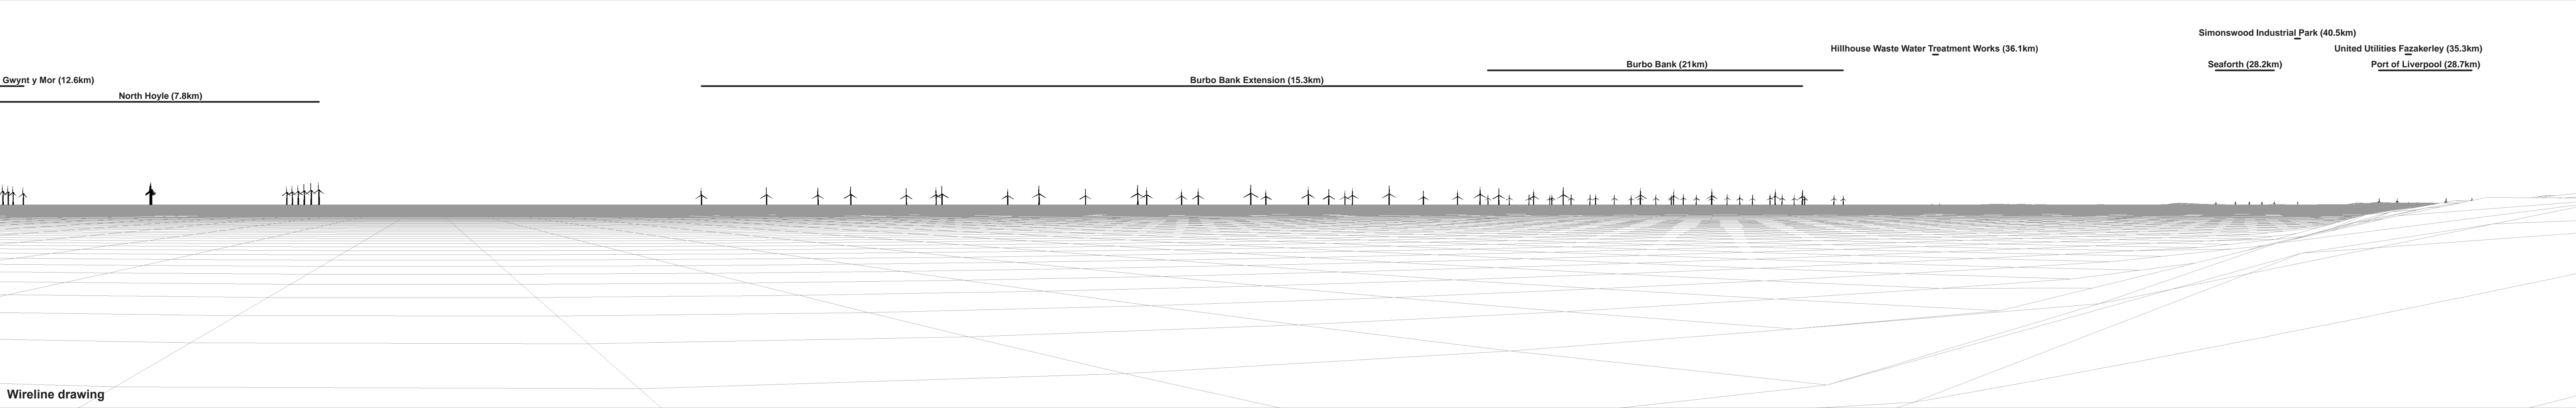 Simonswood Industrial Park (40.5km)
Hillhouse Waste Water Treatment Works (36.1km)
United Utilities Fazakerley (35.3km)
Burbo Bank (21km)
Seaforth (28.2km)
Port of Liverpool (28.7km)
Gwynt y Mor (12.6km)
Burbo Bank Extension (15.3km)
North Hoyle (7.8km)
Wireline drawing